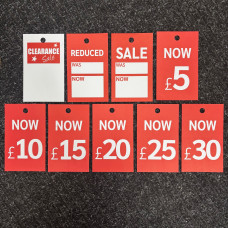 CLEARANCE
Sale
REDUCED
WAS
NOW
SALE
WAS
NOW
NOW
£5
NOW
£10
NOW
£15
NOW
£20
NOW
£25
NOW
£30